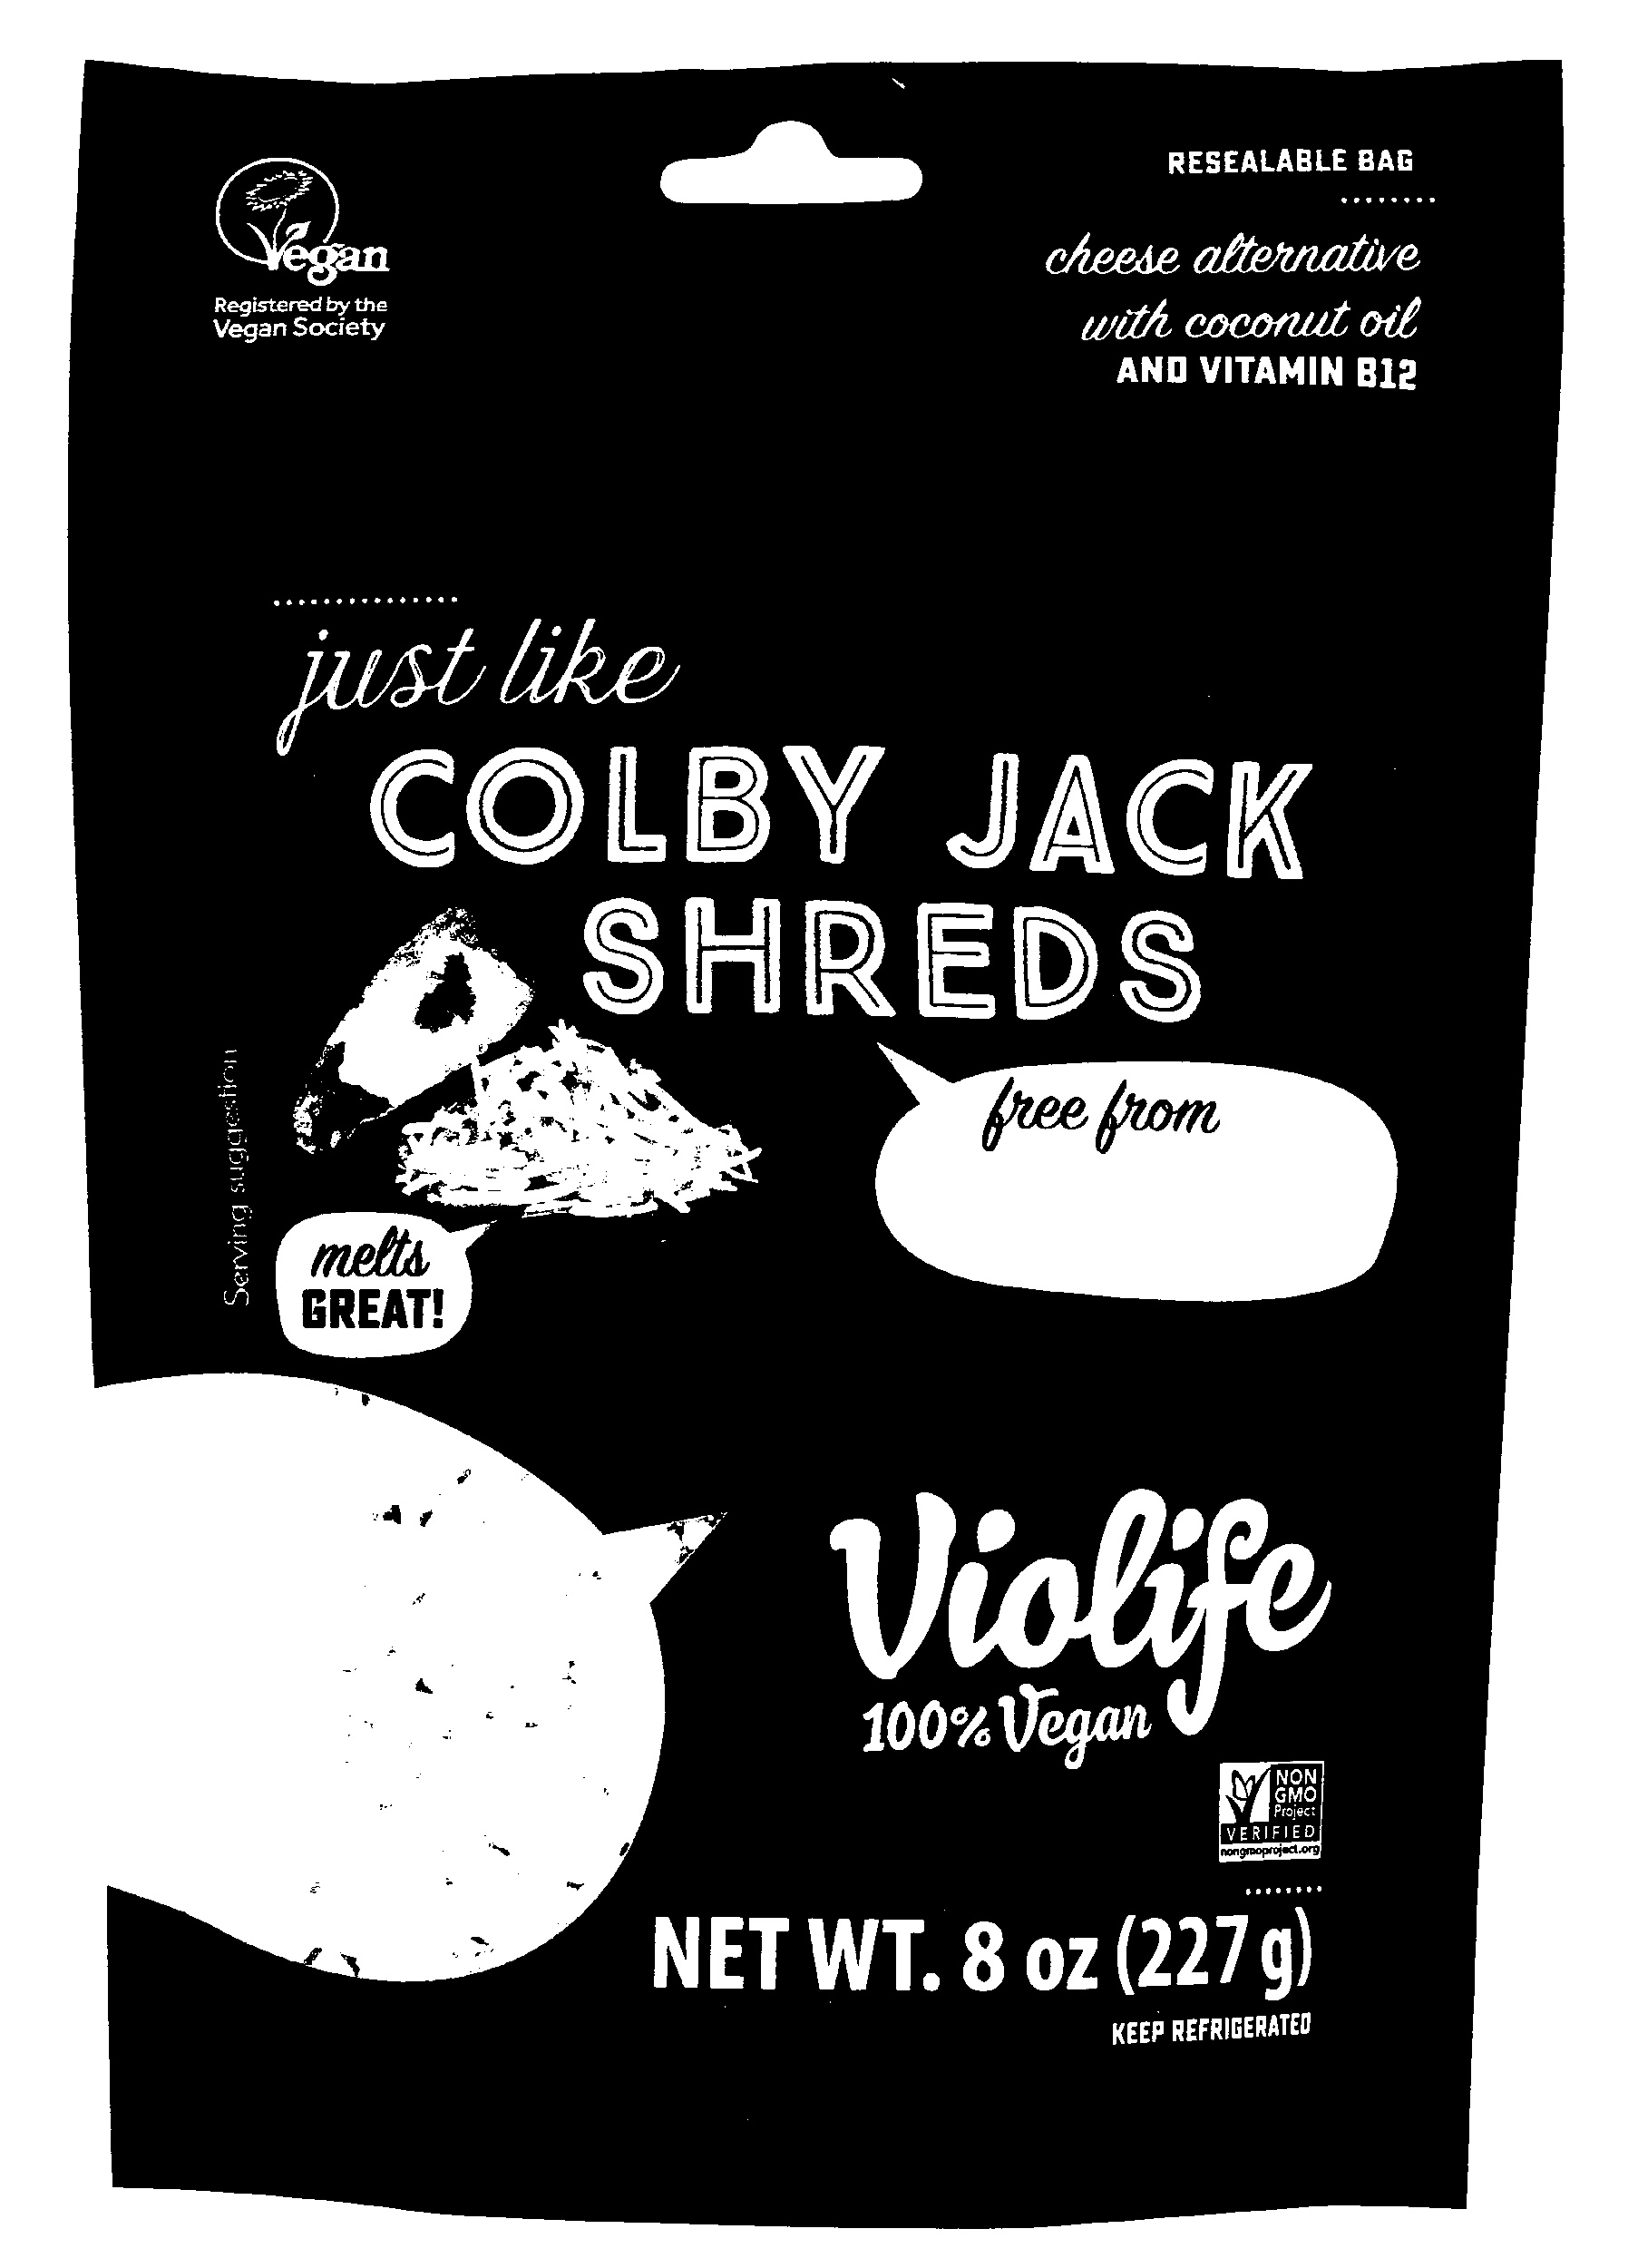 RESEALABLE BAG
Vegan
Registered by the
Vegan Society
cheese alternative
with coconut oil
AND VITAMIN B12
just like
COLBY JACK
SHREDS
free from
Serving suggestion
melts
GREAT!
Violife
100% Vegan
NON
GMO
Project
VERIFIED
nongmoproject.org
NET WT. 8 oz (227 g)
KEEP REFRIGERATED